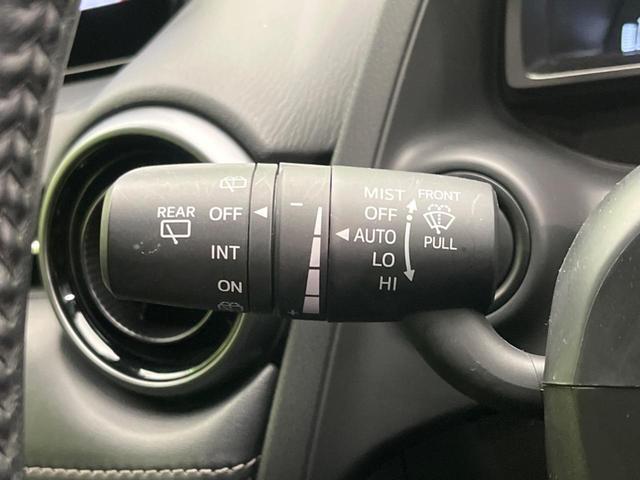 REAR
OFF
INT
ON
−
+
MIST
OFF
AUTO
LO
HI
FRONT
PULL